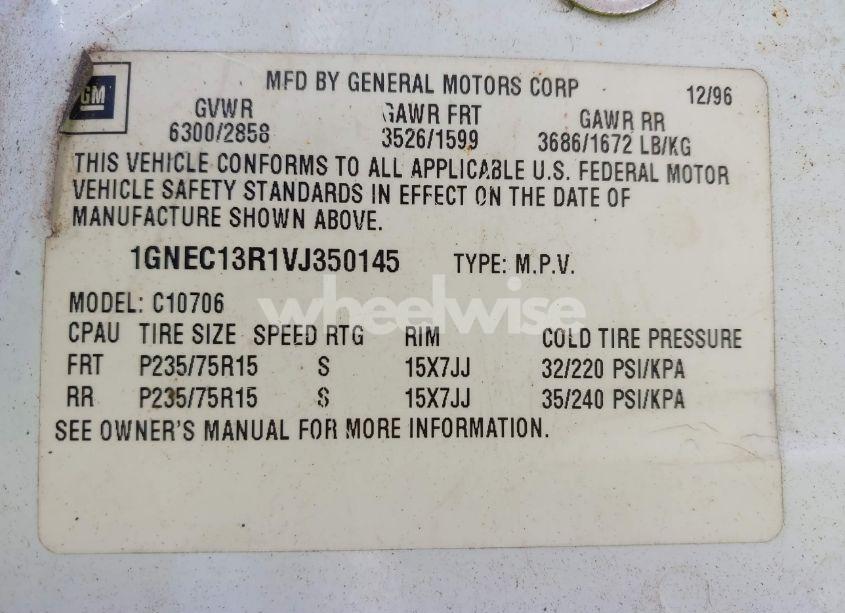 GM
MFD BY GENERAL MOTORS CORP 12/96
GVWR GAWR FRT GAWR RR
6300/2858 3526/1599 3686/1672 LB/KG
THIS VEHICLE CONFORMS TO ALL APPLICABLE U.S. FEDERAL MOTOR
VEHICLE SAFETY STANDARDS IN EFFECT ON THE DATE OF
MANUFACTURE SHOWN ABOVE.
1GNEC13R1VJ350145 TYPE: M.P.V.
wheelwise
MODEL: C10706
CPAU TIRE SIZE SPEED RTG RIM COLD TIRE PRESSURE
FRT P235/75R15 S 15X7JJ 32/220 PSI/KPA
RR P235/75R15 S 15X7JJ 35/240 PSI/KPA
SEE OWNER'S MANUAL FOR MORE INFORMATION.